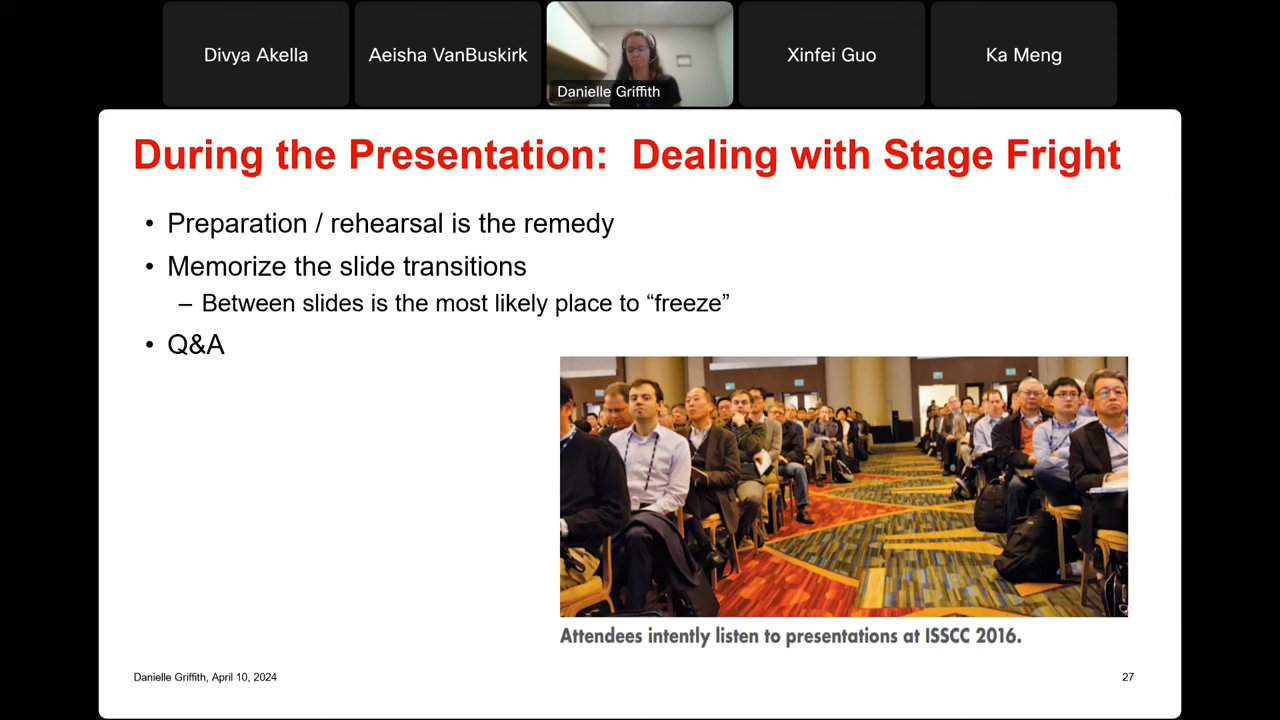 Divya Akella
Aeisha VanBuskirk
Danielle Griffith
Xinfei Guo
Ka Meng
During the Presentation: Dealing with Stage Fright
• Preparation / rehearsal is the remedy
• Memorize the slide transitions
– Between slides is the most likely place to “freeze”
• Q&A
Attendees intently listen to presentations at ISSCC 2016.
Danielle Griffith, April 10, 2024
27